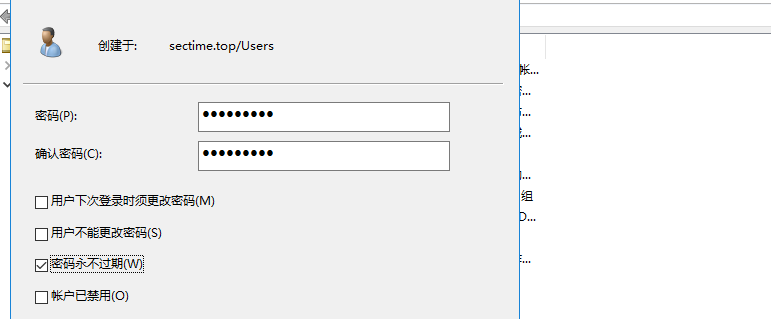 创建于: sectime.top/Users
帐...
密码(P):
确认密码(C):
用户下次登录时须更改密码(M)
组
用户不能更改密码(S)
D...
密码永不过期(W)
帐户已禁用(O)